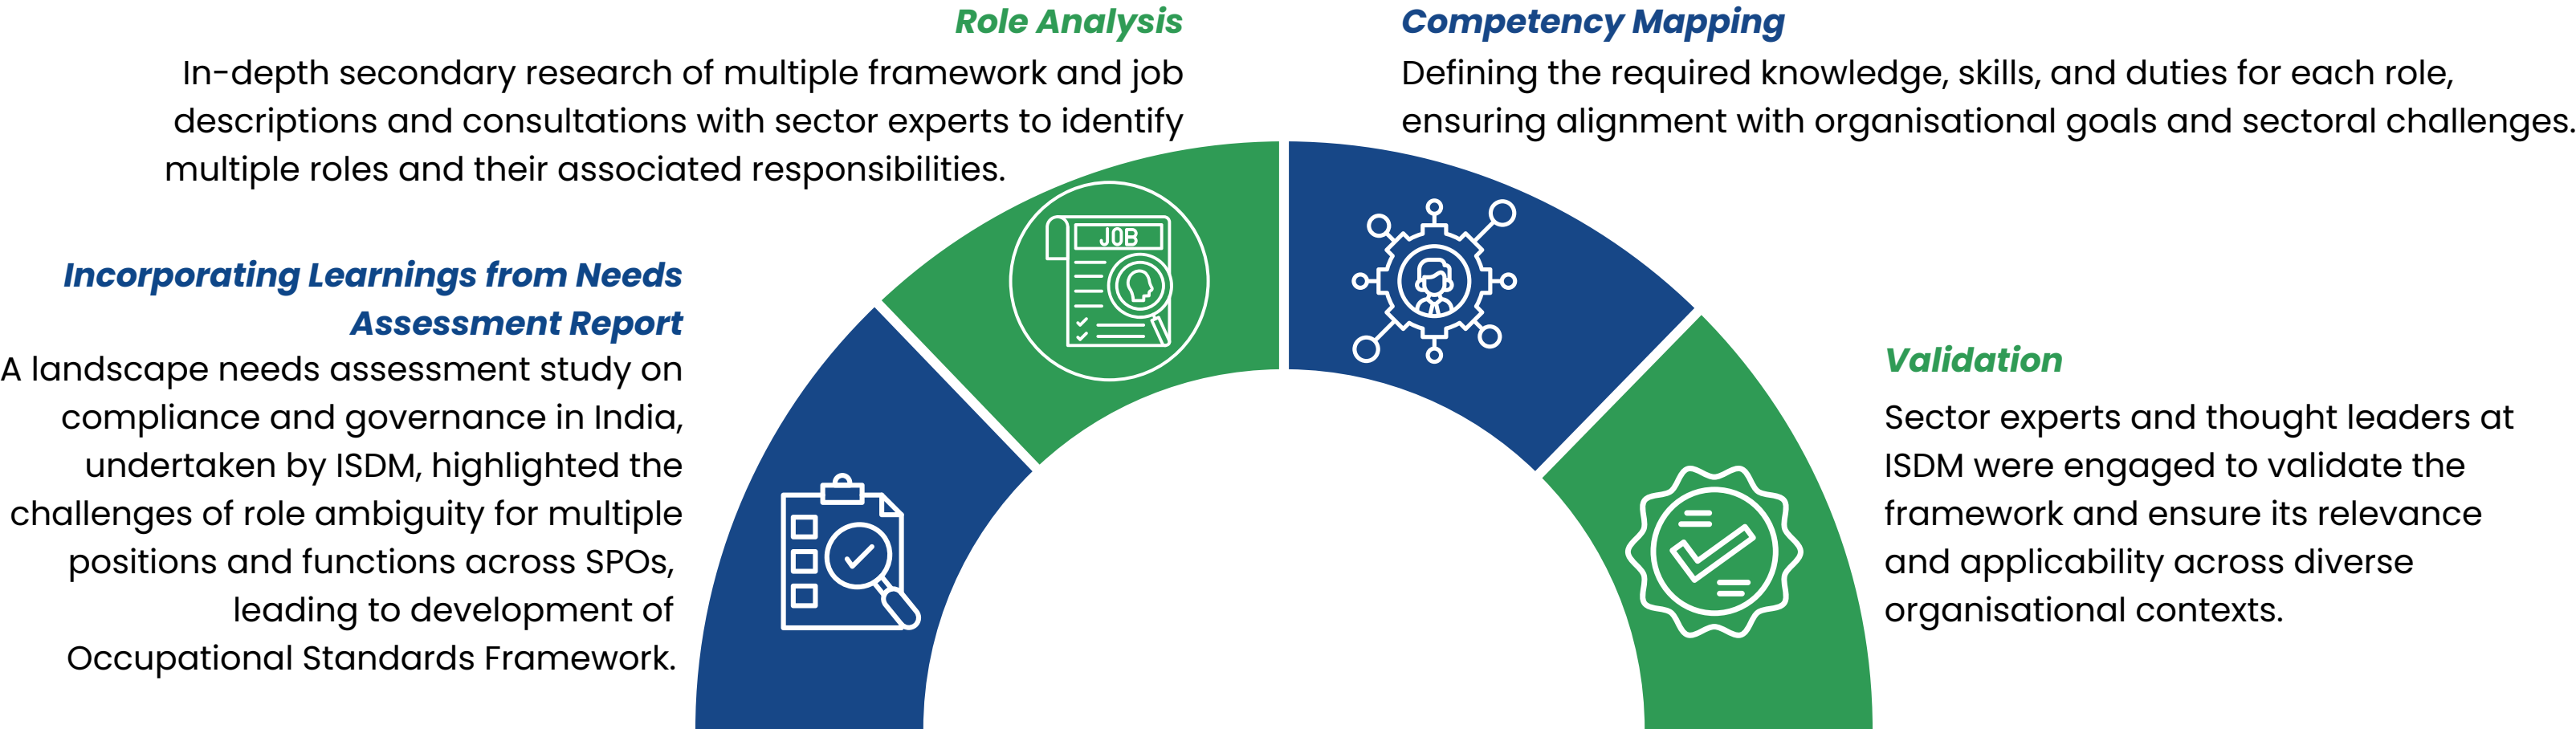 Role Analysis
In-depth secondary research of multiple framework and job
descriptions and consultations with sector experts to identify
multiple roles and their associated responsibilities.
Competency Mapping
Defining the required knowledge, skills, and duties for each role,
ensuring alignment with organisational goals and sectoral challenges.
JOB
Incorporating Learnings from Needs
Assessment Report
A landscape needs assessment study on
compliance and governance in India,
undertaken by ISDM, highlighted the
challenges of role ambiguity for multiple
positions and functions across SPOs,
leading to development of
Occupational Standards Framework.
Validation
Sector experts and thought leaders at
ISDM were engaged to validate the
framework and ensure its relevance
and applicability across diverse
organisational contexts.